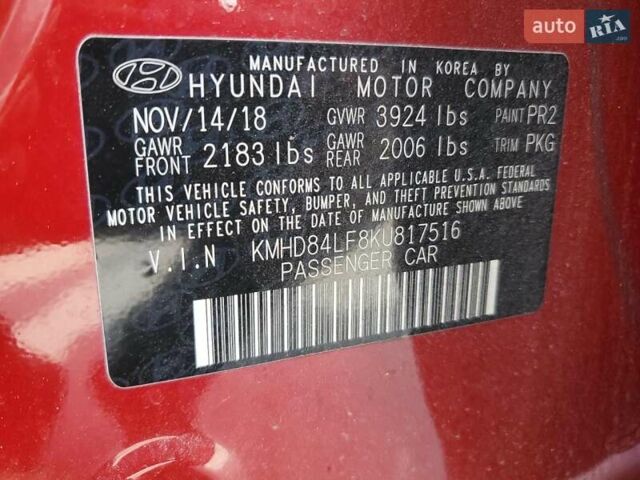 auto RIA.com
MANUFACTURED IN KOREA BY
HYUNDAI MOTOR COMPANY
NOV/14/18 GVWR 3924 lbs PAINT PR2
GAWR FRONT 2183 lbs GAWR REAR 2006 lbs TRIM PKG
THIS VEHICLE CONFORMS TO ALL APPLICABLE U.S.A. FEDERAL
MOTOR VEHICLE SAFETY, BUMPER, AND THEFT PREVENTION STANDARDS
IN EFFECT ON THE DATE OF MANUFACTURE SHOWN ABOVE.
V.I.N KMHD84LF8KU817516
PASSENGER CAR